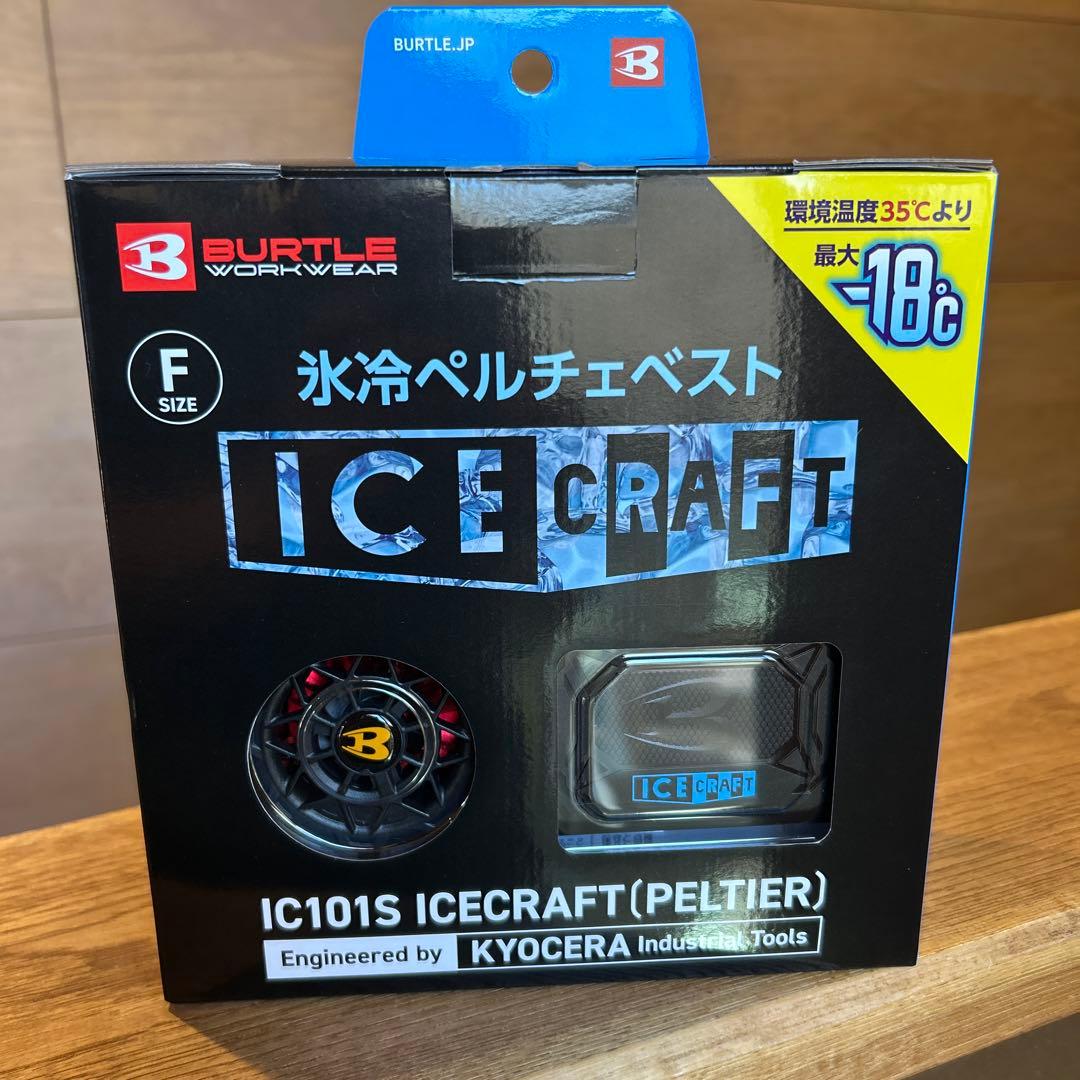 BURTLE.JP
B
環境温度35℃より
最大
-18℃
B BURTLE
WORKWEAR
F
SIZE
氷冷ペルチェベスト
ICE CRAFT
B
ICE CRAFT
IC101S ICECRAFT(PELTIER)
Engineered by KYOCERA Industrial Tools